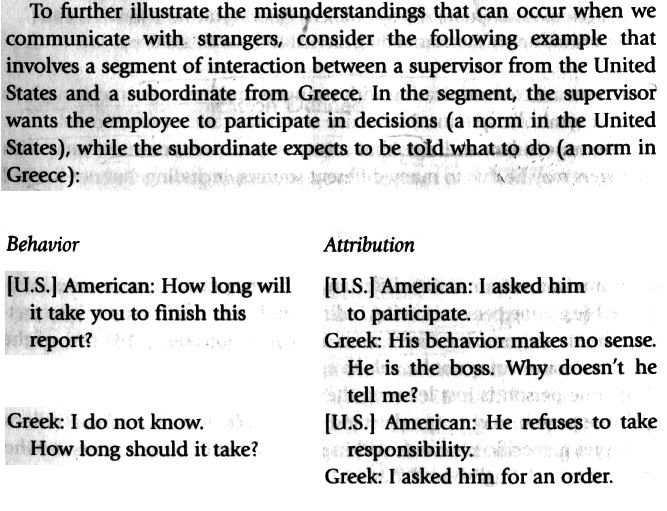 To further illustrate the misunderstandings that can occur when we
communicate with strangers, consider the following example that
involves a segment of interaction between a supervisor from the United
States and a subordinate from Greece. In the segment, the supervisor
wants the employee to participate in decisions (a norm in the United
States), while the subordinate expects to be told what to do (a norm in
Greece):
Behavior
Attribution
[U.S.] American: How long will
it take you to finish this
report?
[U.S.] American: I asked him
to participate.
Greek: His behavior makes no sense.
He is the boss. Why doesn't he
tell me?
Greek: I do not know.
How long should it take?
[U.S.] American: He refuses to take
responsibility.
Greek: I asked him for an order.